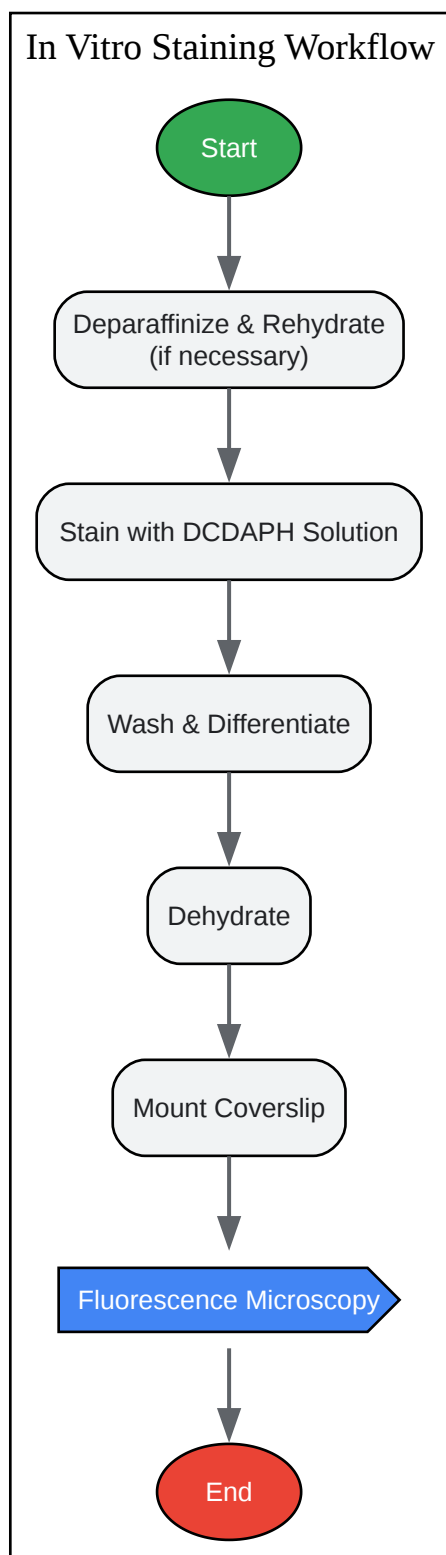 In Vitro Staining Workflow
Start
Deparaffinize & Rehydrate
(if necessary)
Stain with DCDAPH Solution
Wash & Differentiate
Dehydrate
Mount Coverslip
Fluorescence Microscopy
End